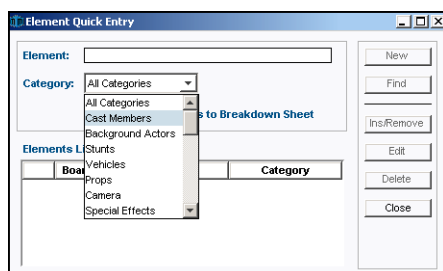 Element Quick Entry
Element:
New
Category: All Categories
Find
All Categories
Cast Members
s to Breakdown Sheet
Ins/Remove
Background Actors
Elements Li
Stunts
Edit
Vehicles
Boa
Category
Props
Delete
Camera
Special Effects
Close